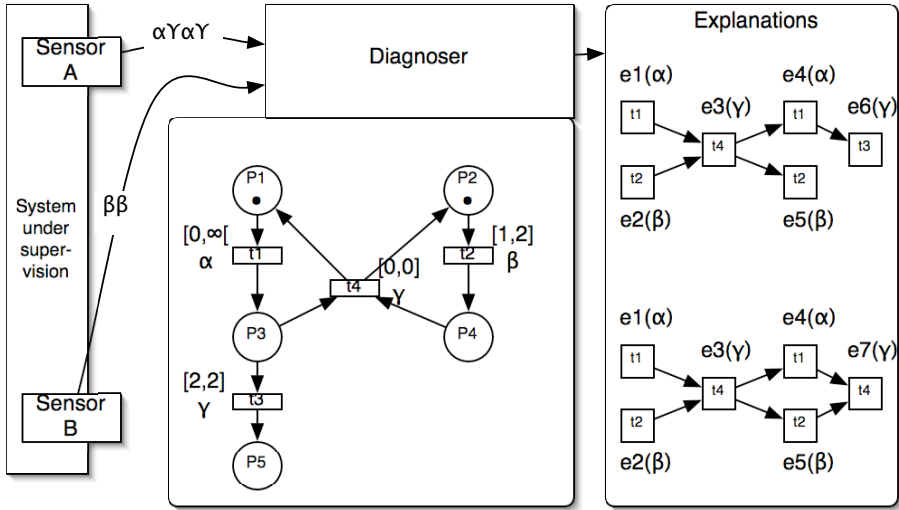 Sensor
A
αϒαϒ
Diagnoser
Explanations
System
under
super-
vision
ββ
Sensor
B
P1
P2
[0,∞[
t1
α
[1,2]
t2
β
[0,0]
t4
ϒ
P3
P4
[2,2]
t3
ϒ
P5
e1(α)
e4(α)
t1
e3(γ)
t1
e6(γ)
t4
t3
t2
t2
e2(β)
e5(β)
e1(α)
e4(α)
t1
e3(γ)
t1
e7(γ)
t4
t4
t2
t2
e2(β)
e5(β)